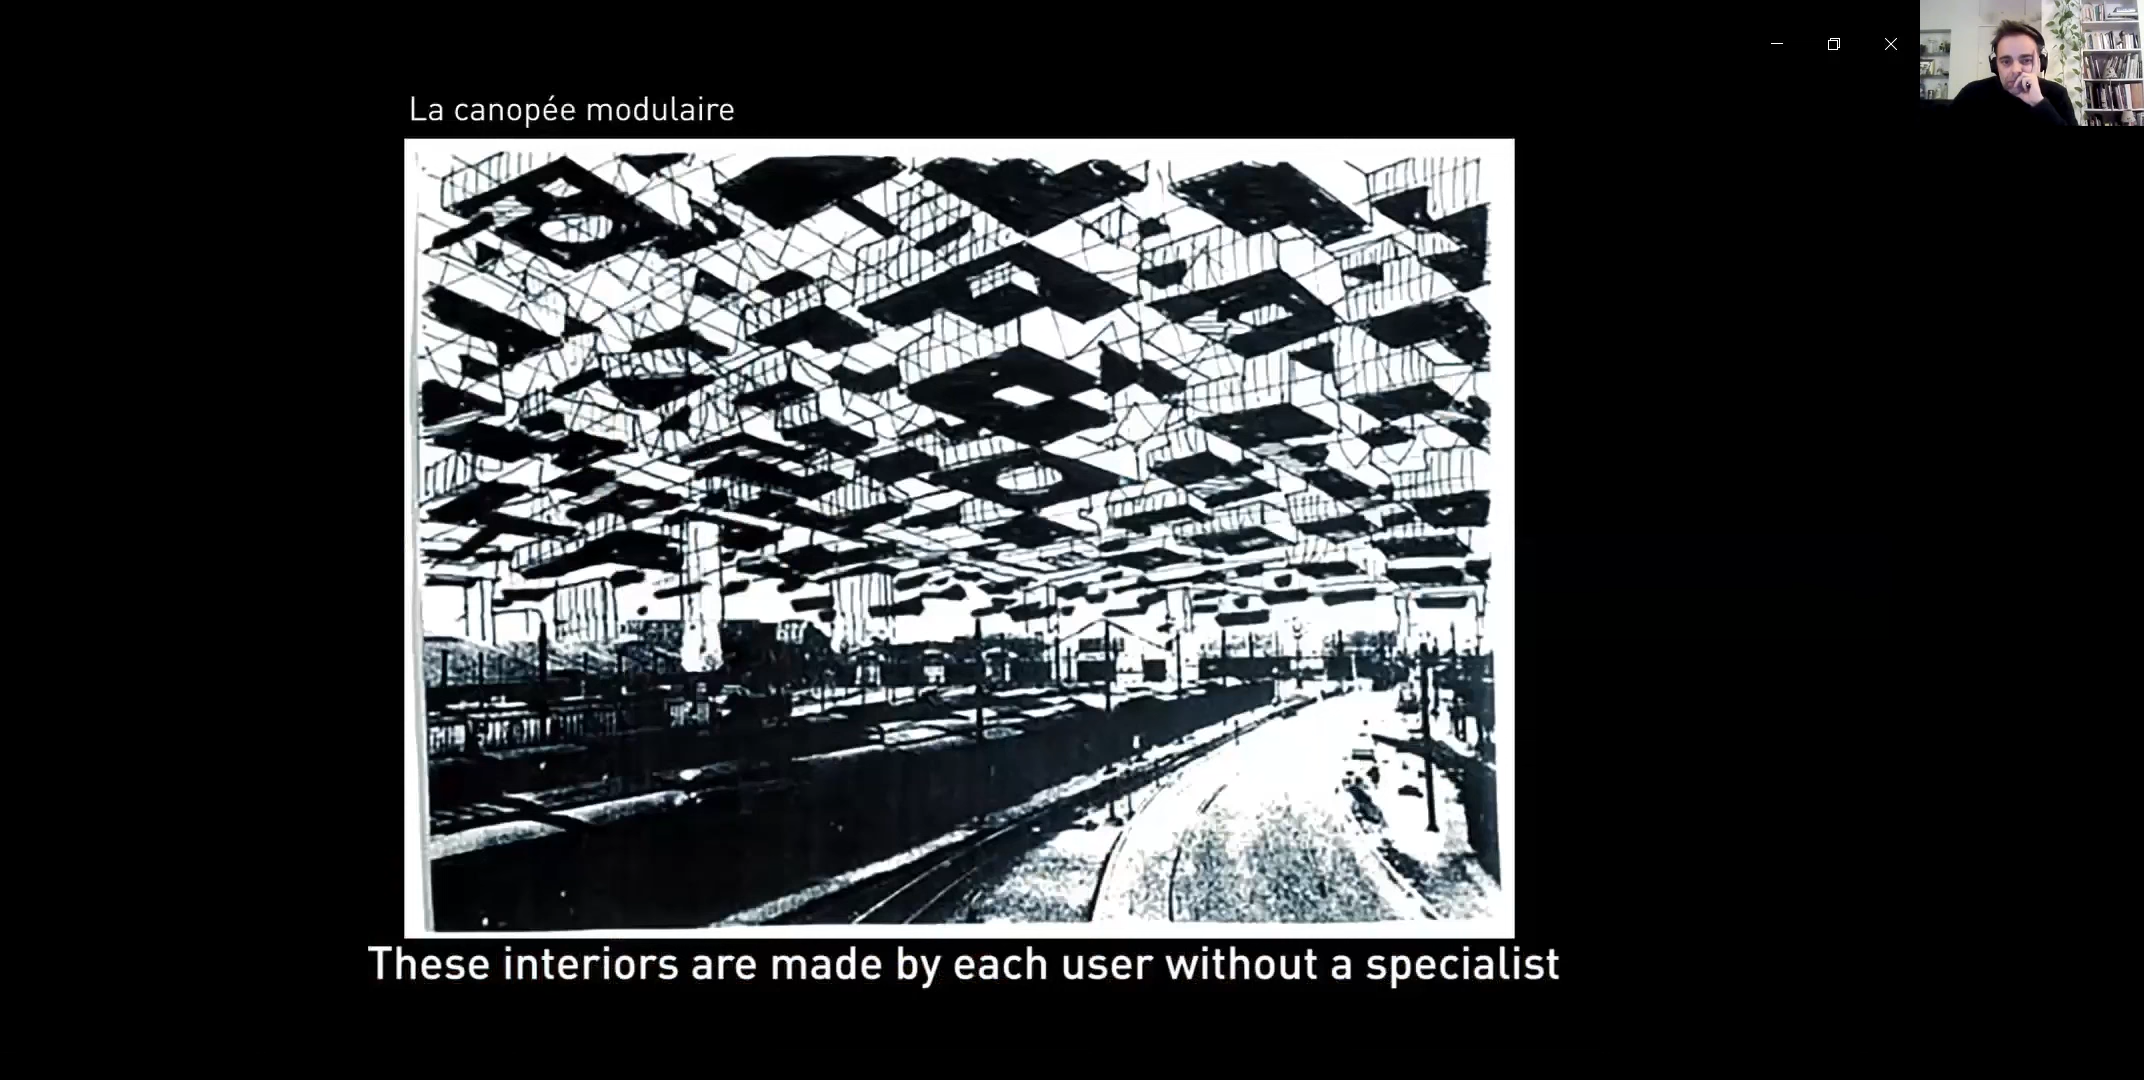 La canopée modulaire
These interiors are made by each user without a specialist